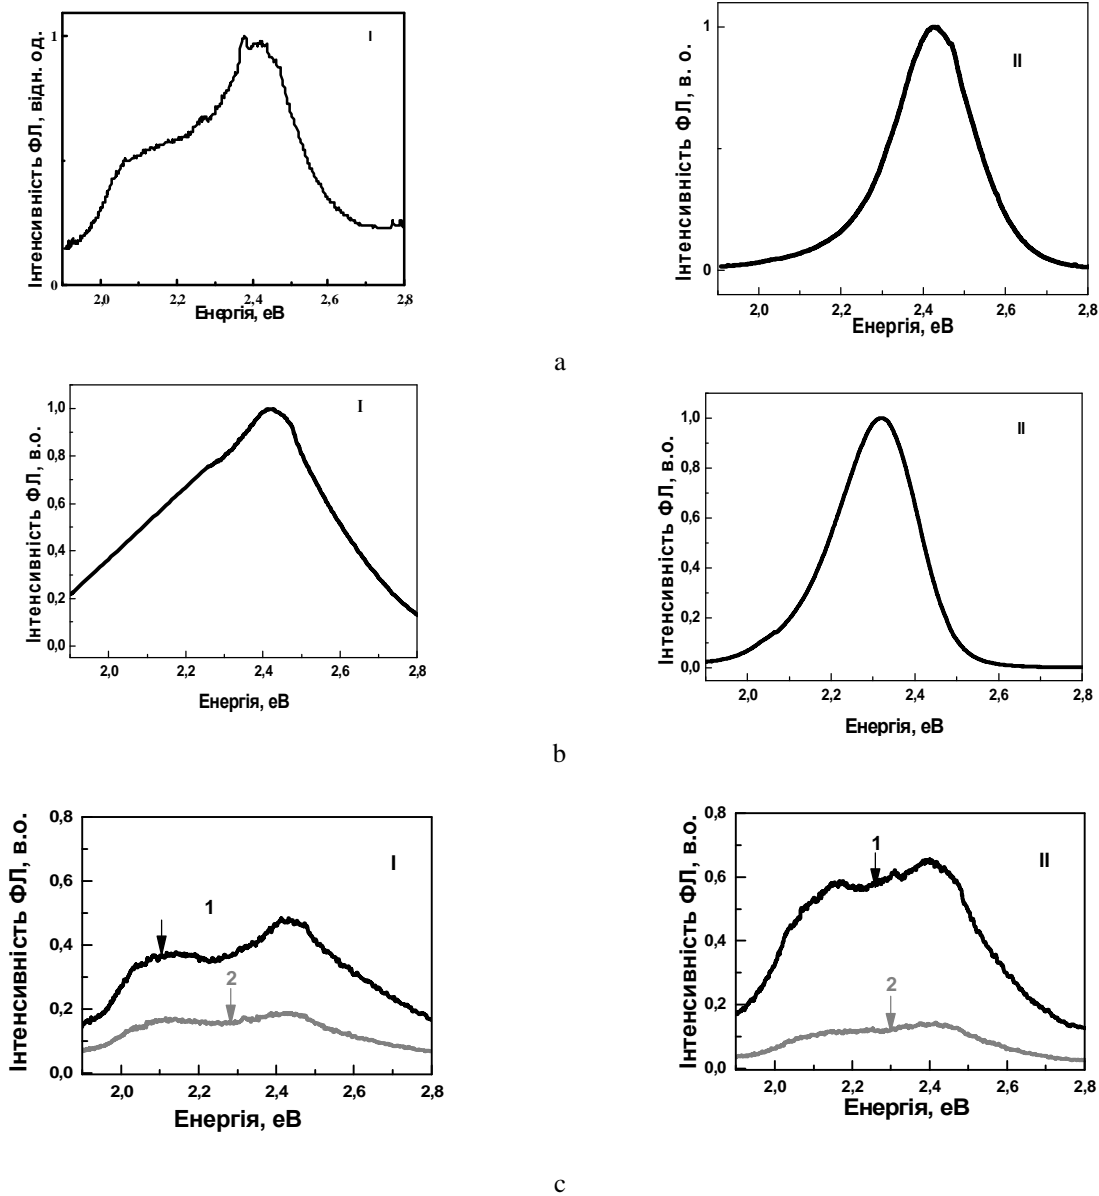 Інтенсивність ФЛ, відн. од.
1
0
I
2,0 2,2 2,4 2,6 2,8
Енергія, еВ
Інтенсивність ФЛ, в. о.
1
0
II
2,0 2,2 2,4 2,6 2,8
Енергія, еВ
a
Інтенсивність ФЛ, в.о.
1,0
0,8
0,6
0,4
0,2
0,0
I
2,0 2,2 2,4 2,6 2,8
Енергія, еВ
Інтенсивність ФЛ, в.о.
1,0
0,8
0,6
0,4
0,2
0,0
II
2,0 2,2 2,4 2,6 2,8
Енергія, еВ
b
Інтенсивність ФЛ, в.о.
0,8
0,6
0,4
0,2
0,0
I
1
2
2,0 2,2 2,4 2,6 2,8
Енергія, еВ
Інтенсивність ФЛ, в.о.
0,8
0,6
0,4
0,2
0,0
1
II
2
2,0 2,2 2,4 2,6 2,8
Енергія, еВ
c